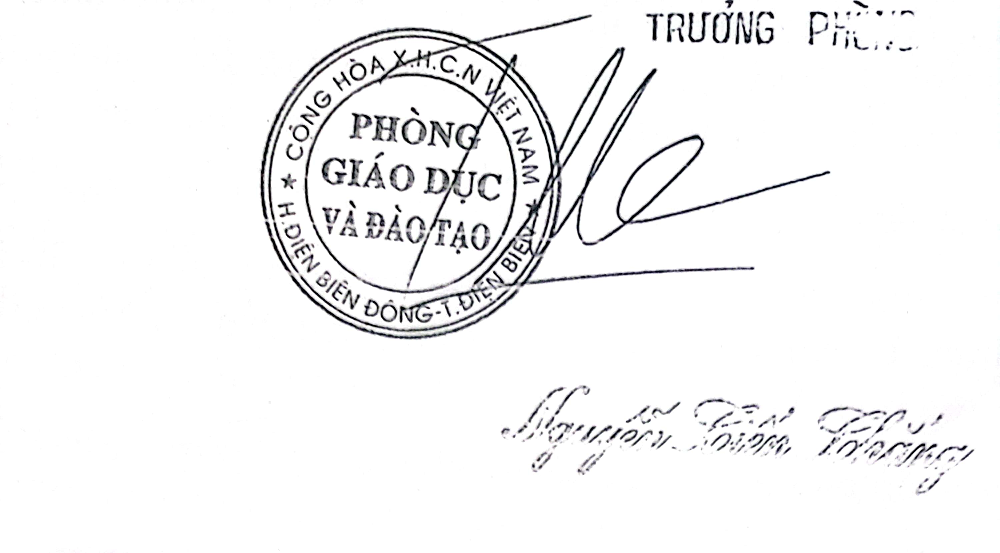 TRƯỞNG PHÒNG
CỘNG HÒA X.H.C.N VIỆT NAM
PHÒNG
GIÁO DỤC
VÀ ĐÀO TẠO
★ H.ĐIỆN BIÊN ĐÔNG-T.ĐIỆN BIÊN ★
Nguyễn Tiến Thắng